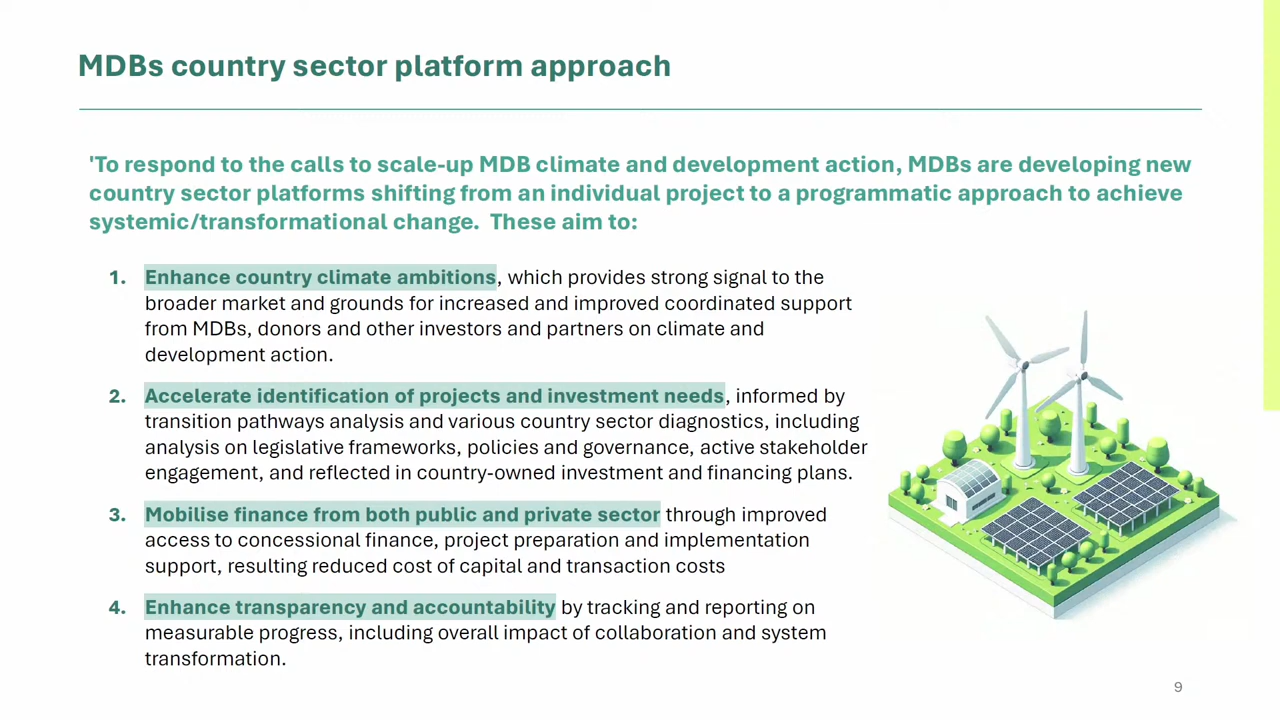 MDBs country sector platform approach
'To respond to the calls to scale-up MDB climate and development action, MDBs are developing new
country sector platforms shifting from an individual project to a programmatic approach to achieve
systemic/transformational change.  These aim to:
1. Enhance country climate ambitions, which provides strong signal to the
broader market and grounds for increased and improved coordinated support
from MDBs, donors and other investors and partners on climate and
development action.
2. Accelerate identification of projects and investment needs, informed by
transition pathways analysis and various country sector diagnostics, including
analysis on legislative frameworks, policies and governance, active stakeholder
engagement, and reflected in country-owned investment and financing plans.
3. Mobilise finance from both public and private sector through improved
access to concessional finance, project preparation and implementation
support, resulting reduced cost of capital and transaction costs
4. Enhance transparency and accountability by tracking and reporting on
measurable progress, including overall impact of collaboration and system
transformation.
9